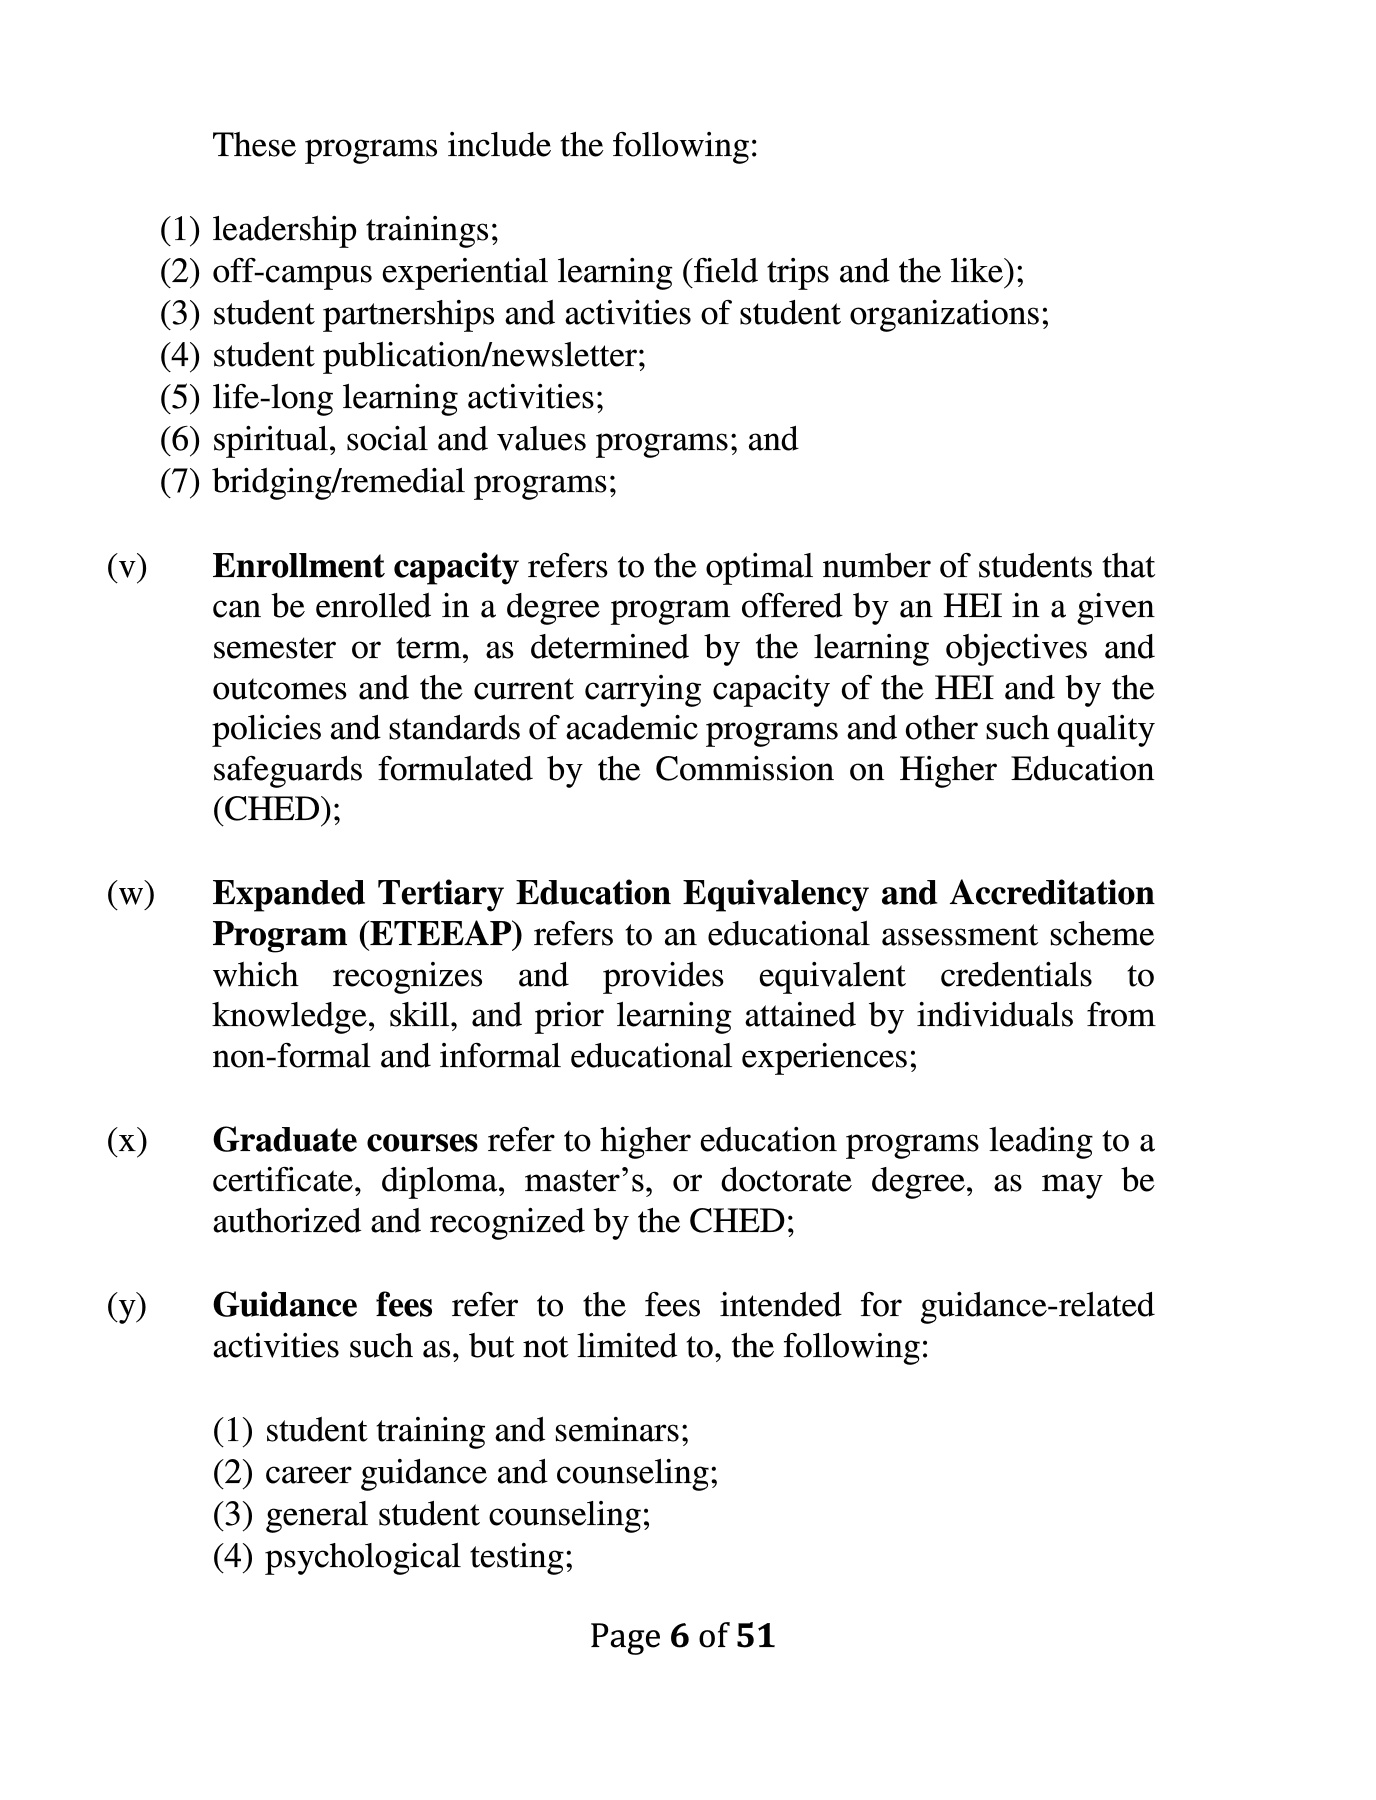 These programs include the following:
(1) leadership trainings;
(2) off-campus experiential learning (field trips and the like);
(3) student partnerships and activities of student organizations;
(4) student publication/newsletter;
(5) life-long learning activities;
(6) spiritual, social and values programs; and
(7) bridging/remedial programs;
(v) Enrollment capacity refers to the optimal number of students that
can be enrolled in a degree program offered by an HEI in a given
semester or term, as determined by the learning objectives and
outcomes and the current carrying capacity of the HEI and by the
policies and standards of academic programs and other such quality
safeguards formulated by the Commission on Higher Education
(CHED);
(w) Expanded Tertiary Education Equivalency and Accreditation
Program (ETEEAP) refers to an educational assessment scheme
which recognizes and provides equivalent credentials to
knowledge, skill, and prior learning attained by individuals from
non-formal and informal educational experiences;
(x) Graduate courses refer to higher education programs leading to a
certificate, diploma, master’s, or doctorate degree, as may be
authorized and recognized by the CHED;
(y) Guidance fees refer to the fees intended for guidance-related
activities such as, but not limited to, the following:
(1) student training and seminars;
(2) career guidance and counseling;
(3) general student counseling;
(4) psychological testing;
Page 6 of 51